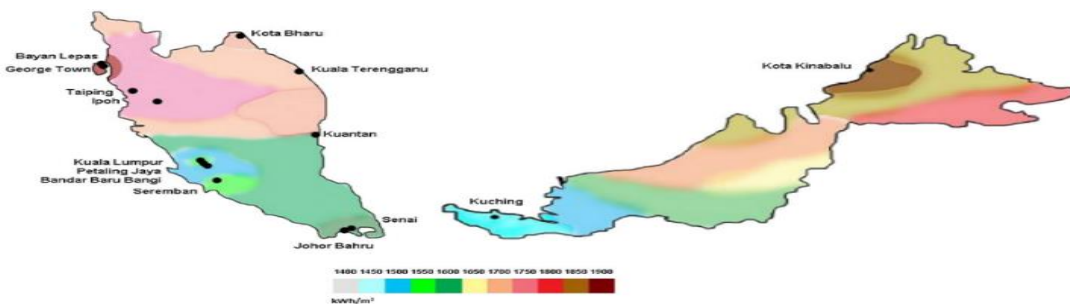 Kota Bharu
Bayan Lepas
George Town
Kuala Terengganu
Taiping
Ipoh
Kuantan
Kuala Lumpur
Petaling Jaya
Bandar Baru Bangi
Seremban
Senai
Johor Bahru
Kota Kinabalu
Kuching
1400 1450 1500 1550 1600 1650 1700 1750 1800 1850 1900
kWh/m²